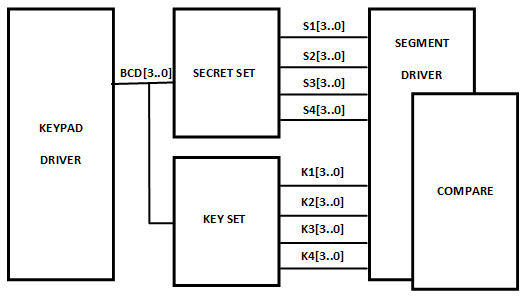 S1[3..0]
SEGMENT
DRIVER
S2[3..0]
BCD[3..0]
SECRET SET
S3[3..0]
S4[3..0]
KEYPAD
DRIVER
K1[3..0]
COMPARE
K2[3..0]
KEY SET
K3[3..0]
K4[3..0]